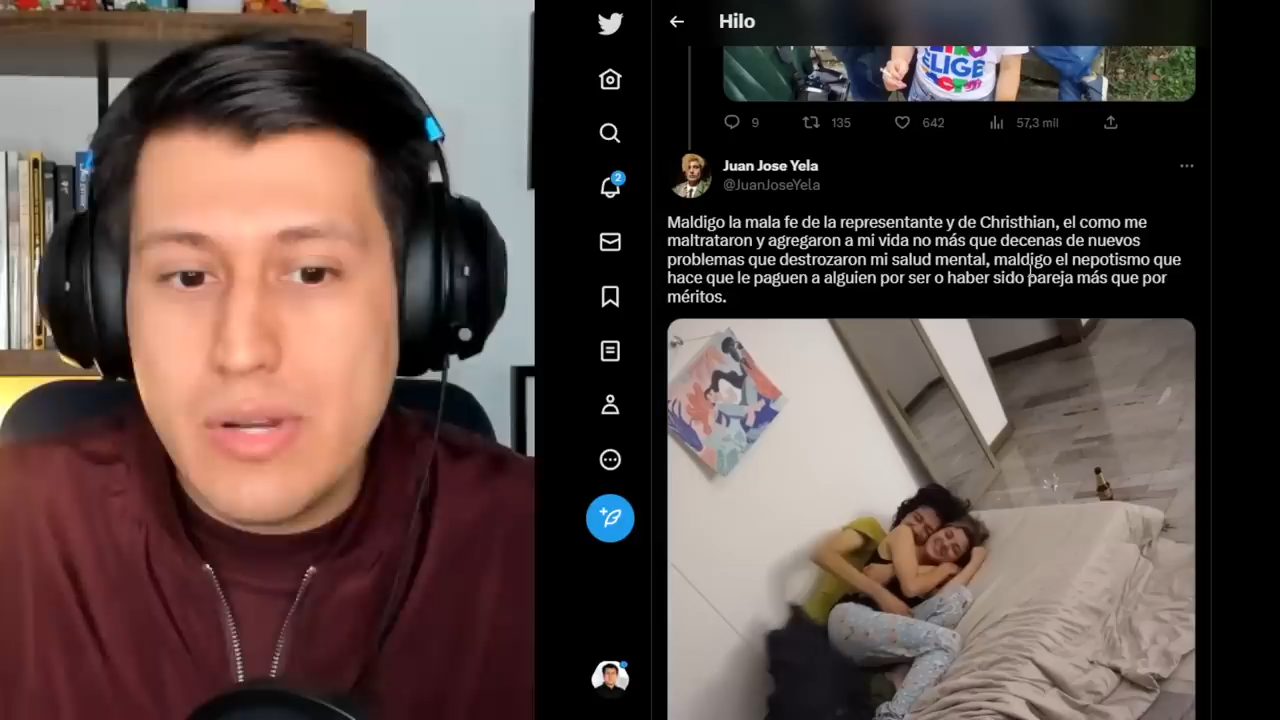 Hilo
ELIGE
9
135
642
57,3 mil
Juan Jose Yela
@JuanJoseYela
2
Maldigo la mala fe de la representante y de Christhian, el como me
maltrataron y agregaron a mi vida no más que decenas de nuevos
problemas que destrozaron mi salud mental, maldigo el nepotismo que
hace que le paguen a alguien por ser o haber sido pareja más que por
méritos.